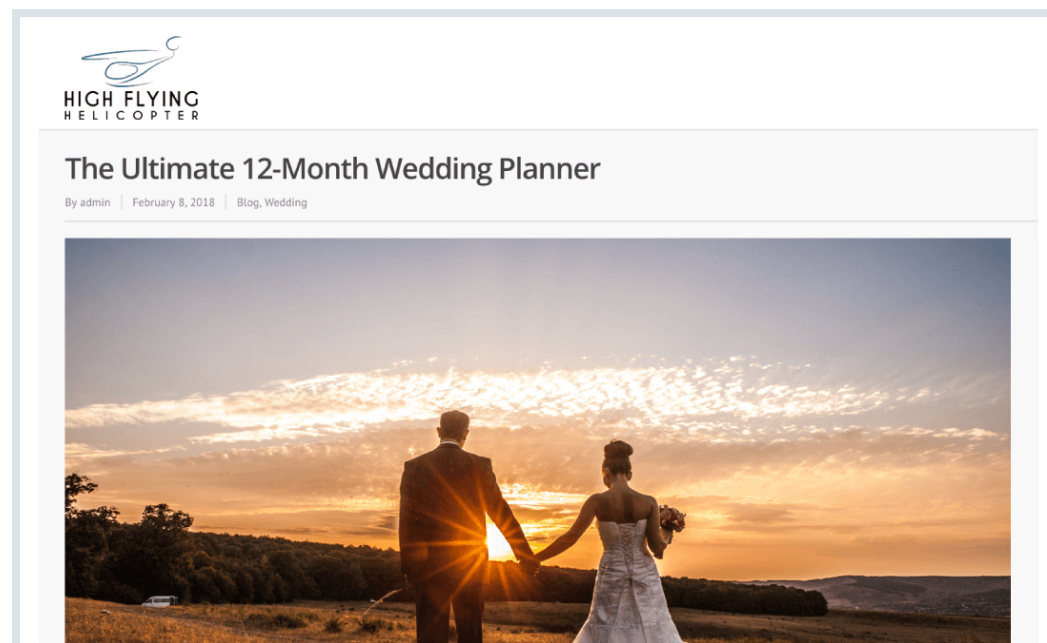 HIGH FLYING
HELICOPTER
The Ultimate 12-Month Wedding Planner
By admin February 8, 2018 Blog, Wedding